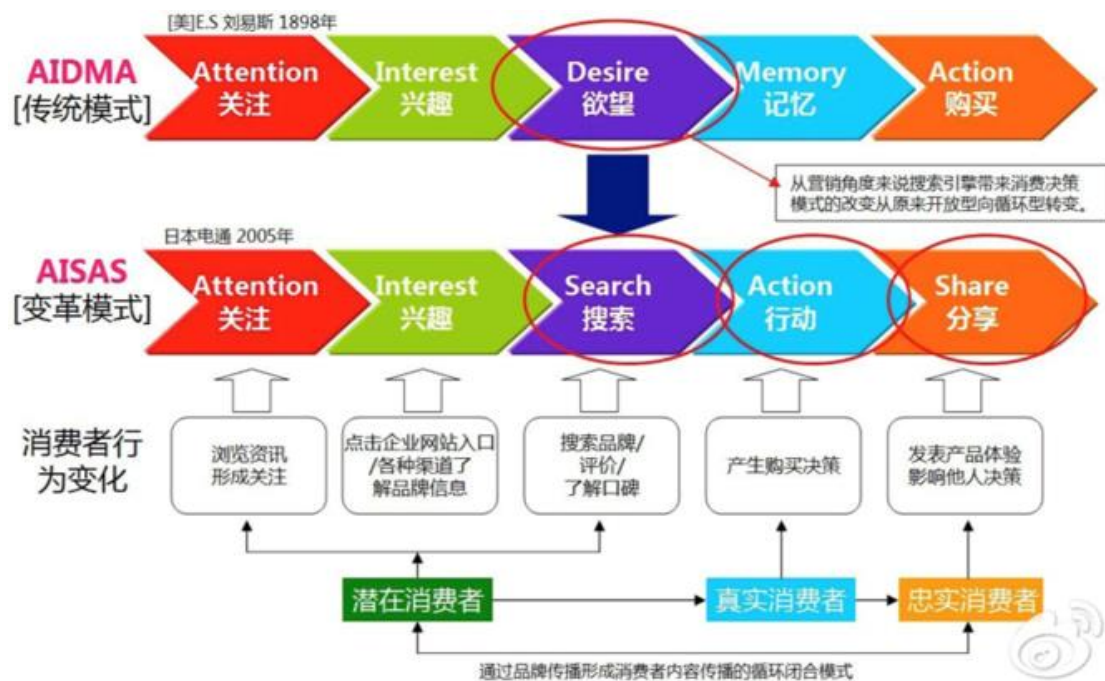 [美]E.S 刘易斯 1898年
AIDMA
[传统模式]
Attention
关注
Interest
兴趣
Desire
欲望
Memory
记忆
Action
购买
从营销角度来说搜索引擎带来消费决策
模式的改变从原来开放型向循环型转变。
日本电通 2005年
AISAS
[变革模式]
Attention
关注
Interest
兴趣
Search
搜索
Action
行动
Share
分享
消费者行
为变化
浏览资讯
形成关注
点击企业网站入口
/各种渠道了
解品牌信息
搜索品牌/
评价/
了解口碑
产生购买决策
发表产品体验
影响他人决策
潜在消费者
真实消费者
忠实消费者
通过品牌传播形成消费者内容传播的循环闭合模式